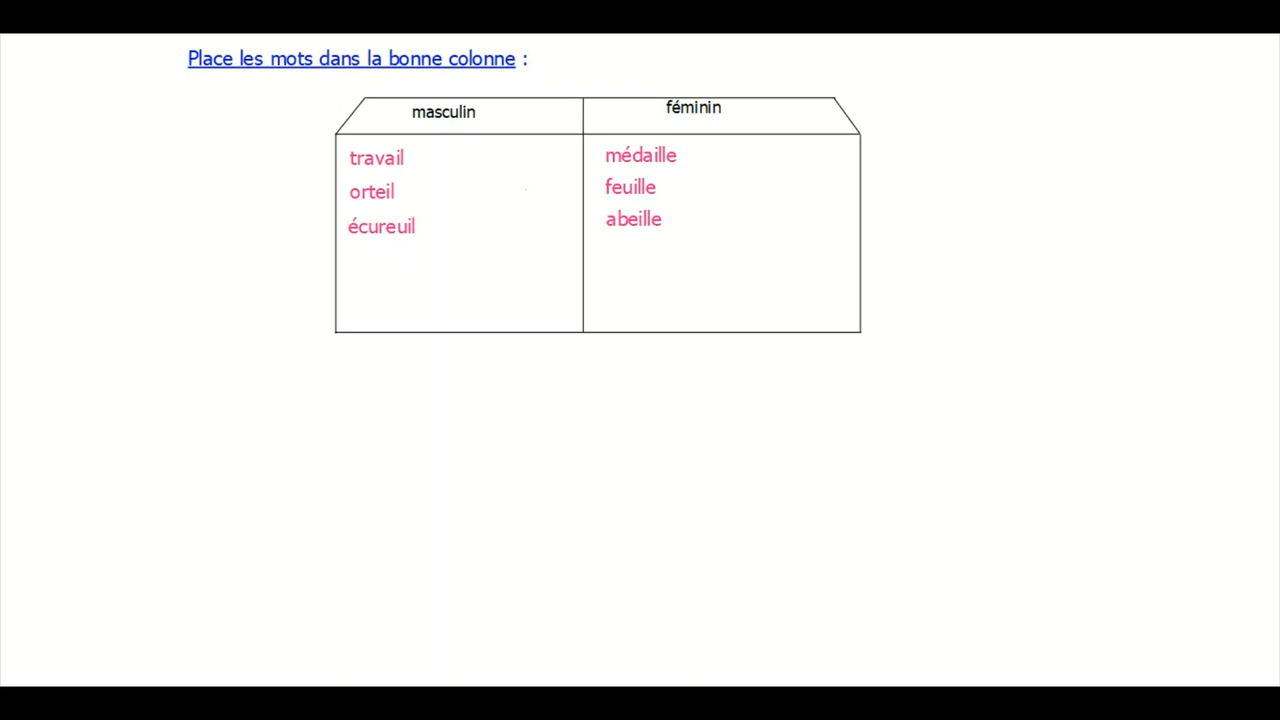 Place les mots dans la bonne colonne :
masculin féminin
travail médaille
orteil feuille
écureuil abeille